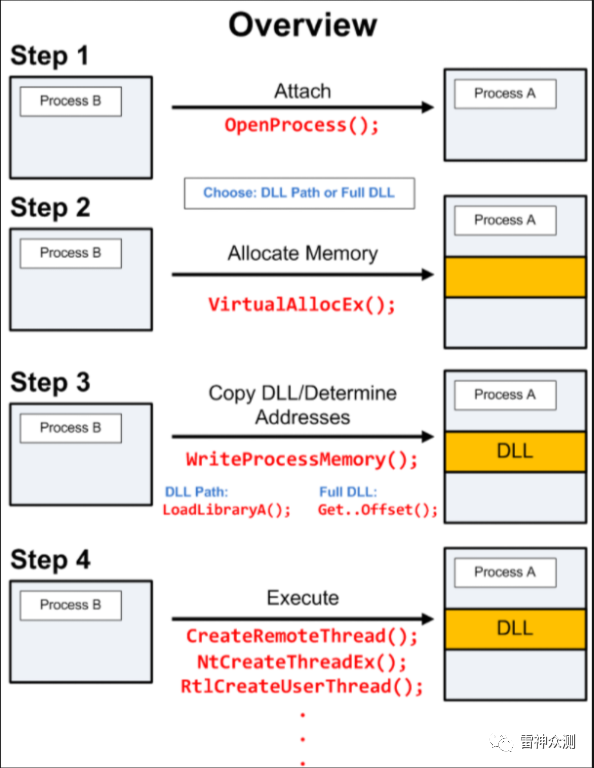 Overview
Step 1
Process B
Attach
OpenProcess();
Process A
Choose: DLL Path or Full DLL
Step 2
Process B
Allocate Memory
VirtualAllocEx();
Process A
Step 3
Process B
Copy DLL/Determine
Addresses
WriteProcessMemory();
DLL Path:
LoadLibraryA();
Full DLL:
Get..Offset();
Process A
DLL
Step 4
Process B
Execute
CreateRemoteThread();
NtCreateThreadEx();
RtlCreateUserThread();
.
.
.
Process A
DLL
雷神众测